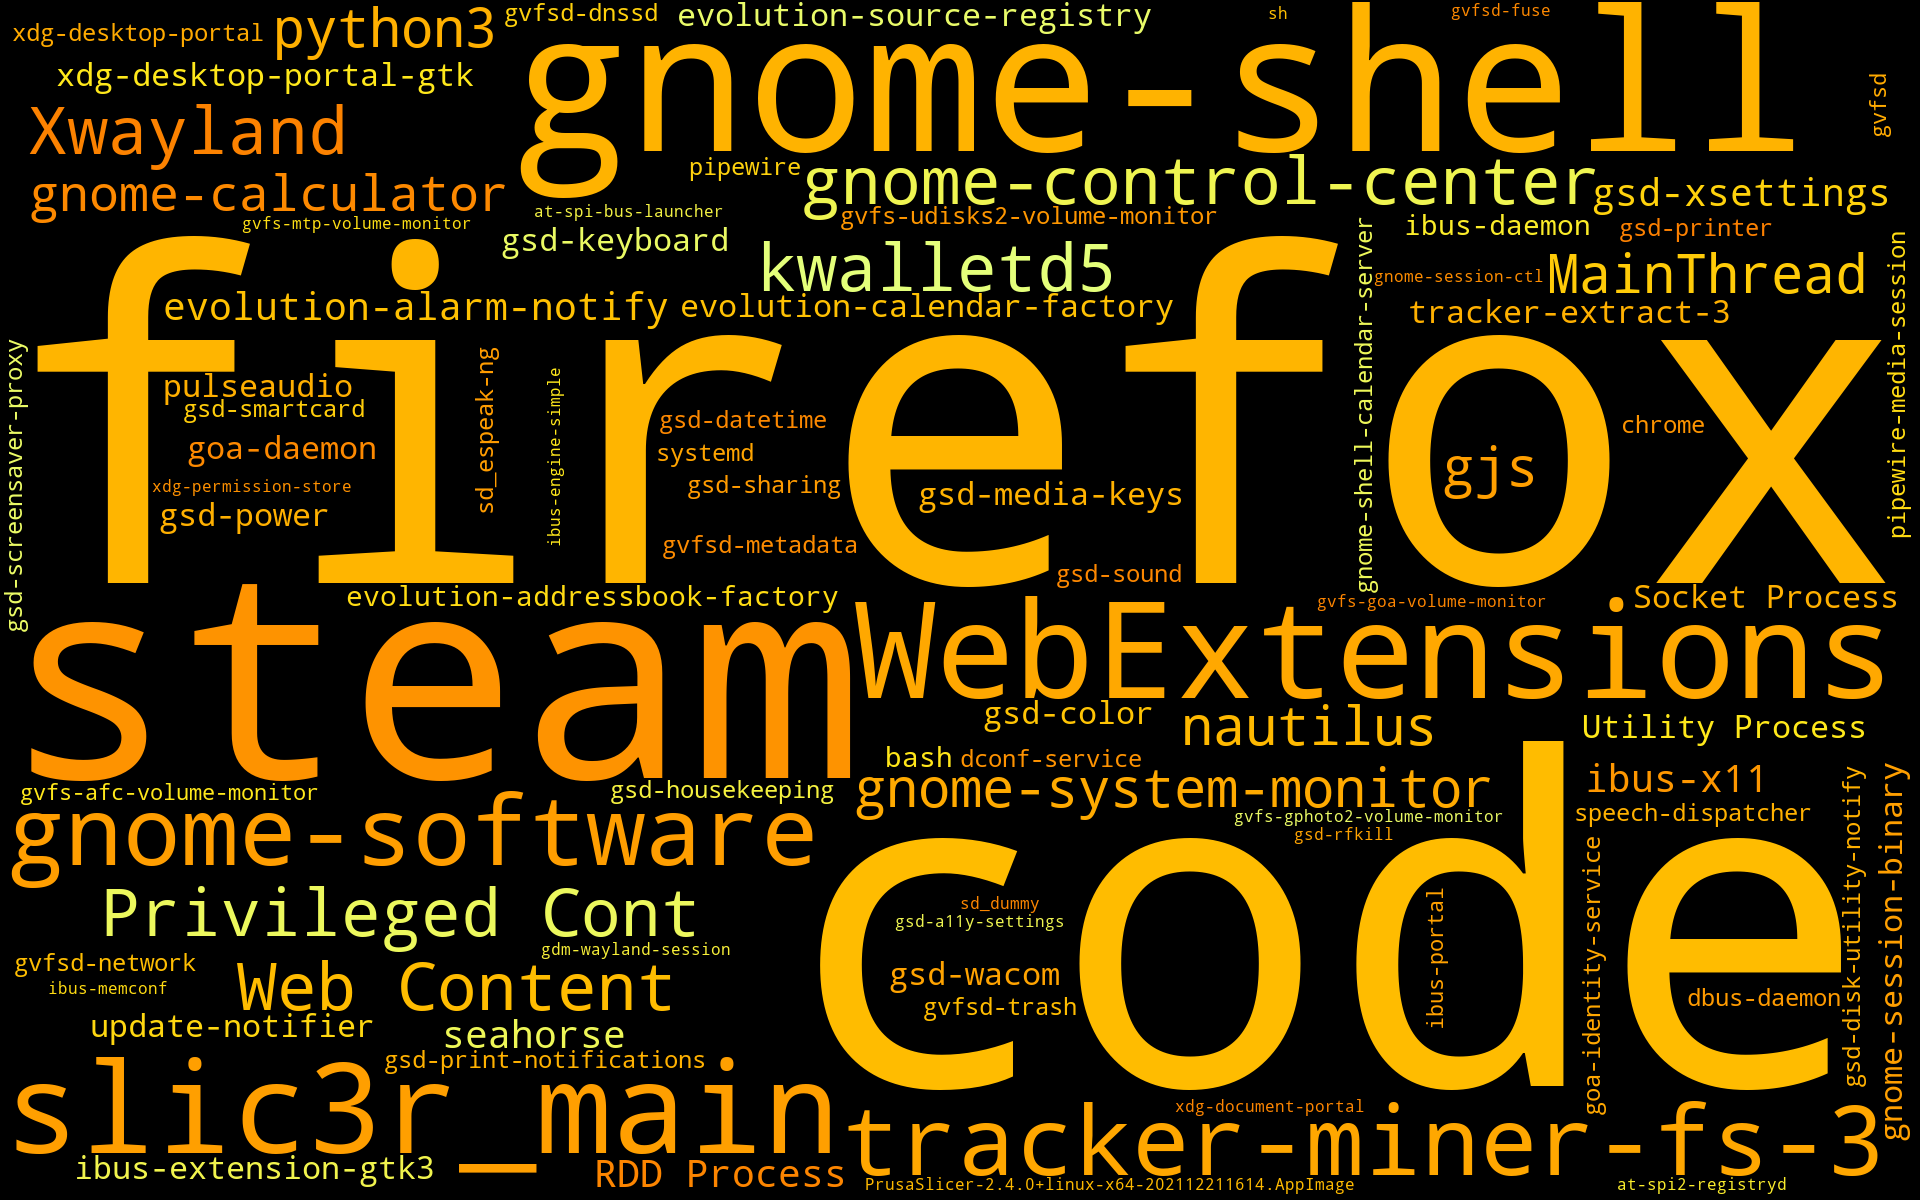 xdg-desktop-portal
python3
gvfsd-dnssd
evolution-source-registry
sh
gvfsd-fuse
xdg-desktop-portal-gtk
gnome-shell
gvfsd
Xwayland
pipewire
gnome-control-center
gsd-xsettings
gnome-calculator
at-spi-bus-launcher
gvfs-udisks2-volume-monitor
gvfs-mtp-volume-monitor
gsd-keyboard
ibus-daemon
gsd-printer
kwalletd5
gnome-session-ctl
MainThread
evolution-alarm-notify
evolution-calendar-factory
tracker-extract-3
gnome-shell-calendar-server
pipewire-media-session
firefox
gsd-screensaver-proxy
pulseaudio
gsd-smartcard
sd_espeak-ng
ibus-engine-simple
gsd-datetime
chrome
goa-daemon
systemd
gjs
xdg-permission-store
gsd-sharing
gsd-media-keys
gsd-power
gvfsd-metadata
gsd-sound
evolution-addressbook-factory
gvfs-goa-volume-monitor
Socket Process
steam
WebExtensions
gsd-color
nautilus
Utility Process
bash
dconf-service
gvfs-afc-volume-monitor
gsd-housekeeping
gnome-system-monitor
ibus-x11
gnome-software
gvfs-gphoto2-volume-monitor
speech-dispatcher
gsd-rfkill
code
gsd-disk-utility-notify
gnome-session-binary
goa-identity-service
Privileged Cont
sd_dummy
gsd-a11y-settings
ibus-portal
gdm-wayland-session
gvfsd-network
gsd-wacom
ibus-memconf
Web Content
gvfsd-trash
dbus-daemon
update-notifier
seahorse
gsd-print-notifications
slic3r_main
xdg-document-portal
tracker-miner-fs-3
ibus-extension-gtk3
RDD Process
PrusaSlicer-2.4.0+linux-x64-202112211614.AppImage
at-spi2-registryd